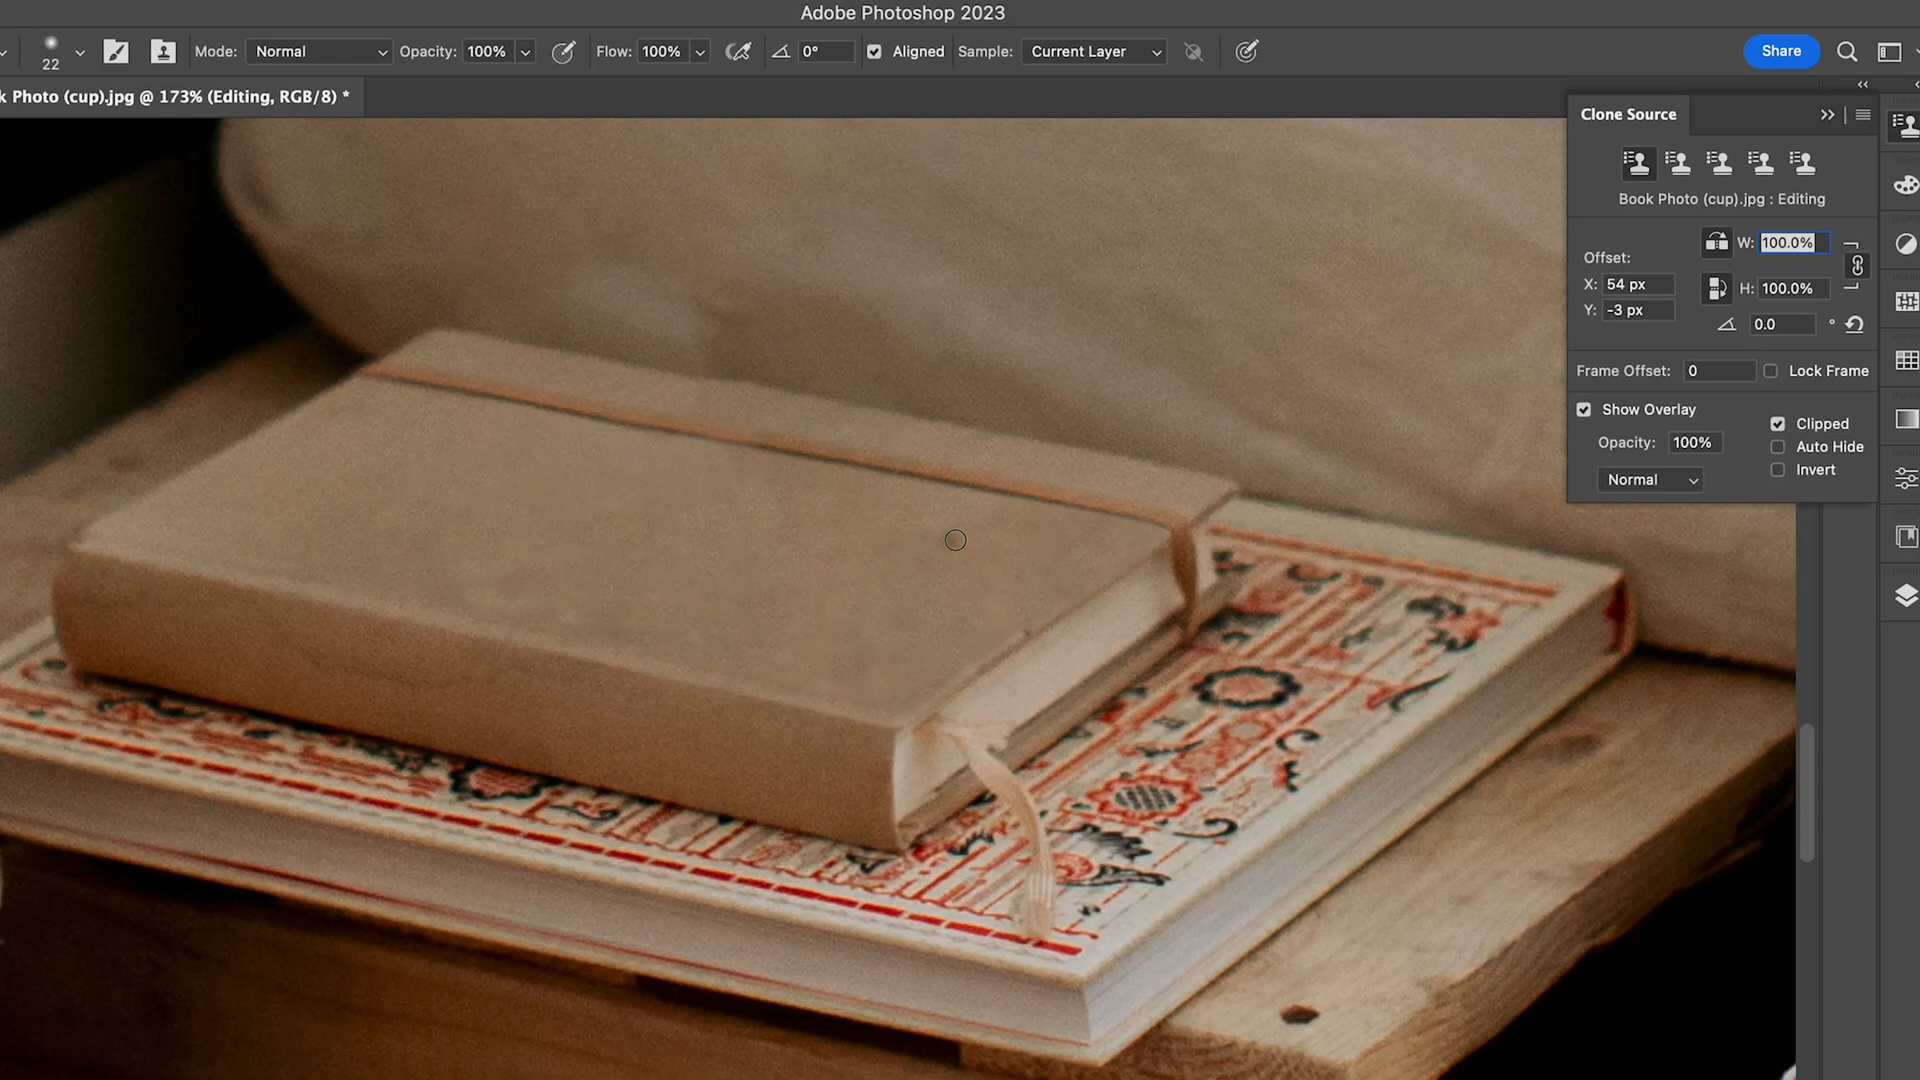 Adobe Photoshop 2023
22
Mode: Normal
Opacity: 100%
Flow: 100%
0°
Aligned
Sample: Current Layer
Share
k Photo (cup).jpg @ 173% (Editing, RGB/8) *
Clone Source
Book Photo (cup).jpg : Editing
W: 100.0%
Offset:
X: 54 px
H: 100.0%
Y: -3 px
0.0 °
Frame Offset: 0
Lock Frame
Show Overlay
Clipped
Opacity: 100%
Auto Hide
Invert
Normal